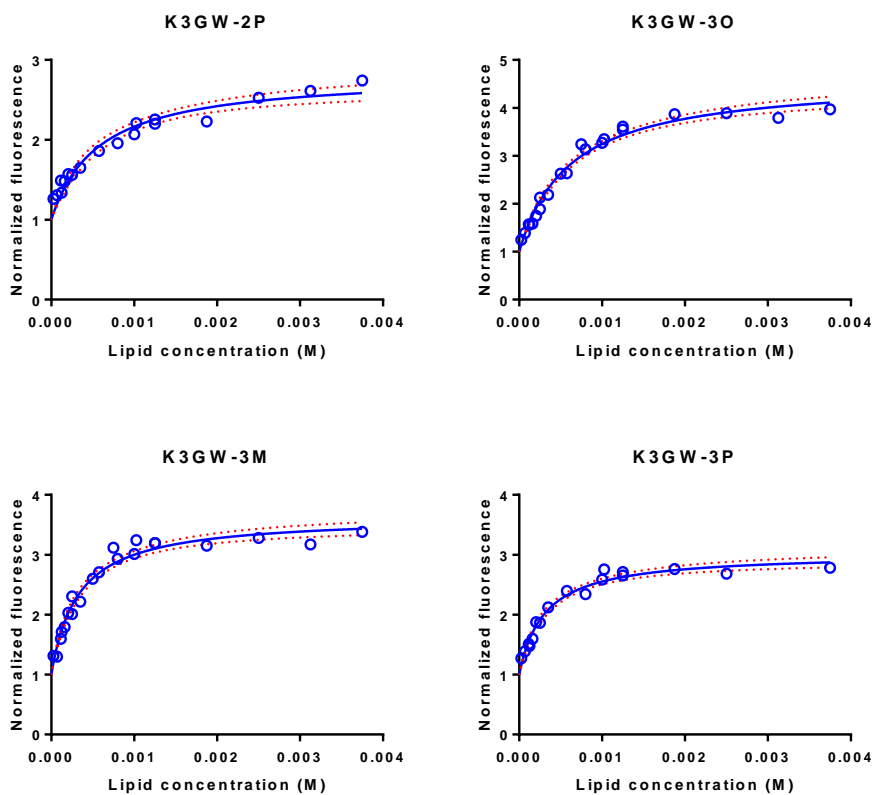 K3GW-2P
Normalized fluorescence
3
2
1
0
0.000 0.001 0.002 0.003 0.004
Lipid concentration (M)
K3GW-3O
Normalized fluorescence
5
4
3
2
1
0
0.000 0.001 0.002 0.003 0.004
Lipid concentration (M)
K3GW-3M
Normalized fluorescence
4
3
2
1
0
0.000 0.001 0.002 0.003 0.004
Lipid concentration (M)
K3GW-3P
Normalized fluorescence
4
3
2
1
0
0.000 0.001 0.002 0.003 0.004
Lipid concentration (M)